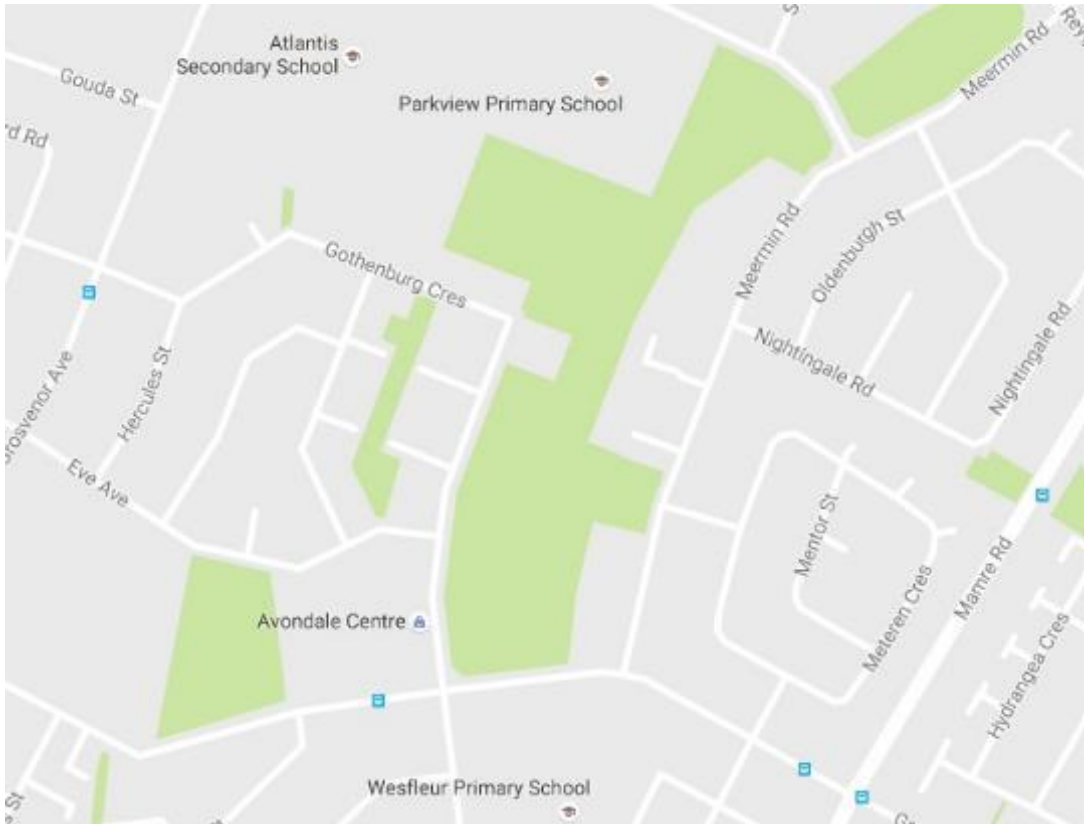 Atlantis
Secondary School
Gouda St
Parkview Primary School
Meermin Rd
rd Rd
Gothenburg Cres
Meermin Rd
Oldenburgh St
Nightingale Rd
Nightingale Rd
Hercules St
Grosvenor Ave
Eve Ave
Mentor St
Mamre Rd
Meteren Cres
Avondale Centre
Hydrangea Cres
Wesfleur Primary School